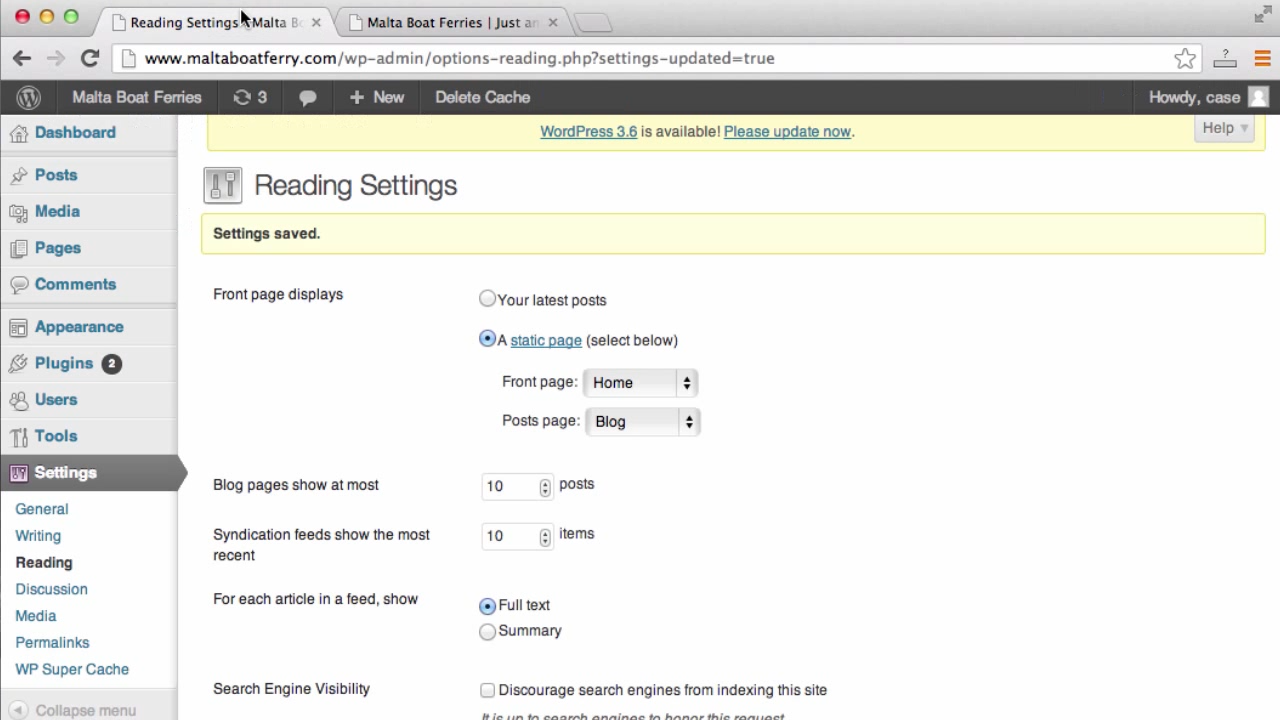 Reading Settings ‹ Malta Bo
Malta Boat Ferries | Just an
www.maltaboatferry.com/wp-admin/options-reading.php?settings-updated=true
Malta Boat Ferries 3 New Delete Cache Howdy, case
WordPress 3.6 is available! Please update now.
Help
Dashboard
Posts
Media
Pages
Comments
Appearance
Plugins 2
Users
Tools
Settings
General
Writing
Reading
Discussion
Media
Permalinks
WP Super Cache
Collapse menu
Reading Settings
Settings saved.
Front page displays
Your latest posts
A static page (select below)
Front page: Home
Posts page: Blog
Blog pages show at most 10 posts
Syndication feeds show the most
recent
10 items
For each article in a feed, show
Full text
Summary
Search Engine Visibility
Discourage search engines from indexing this site
It is up to search engines to honor this request.